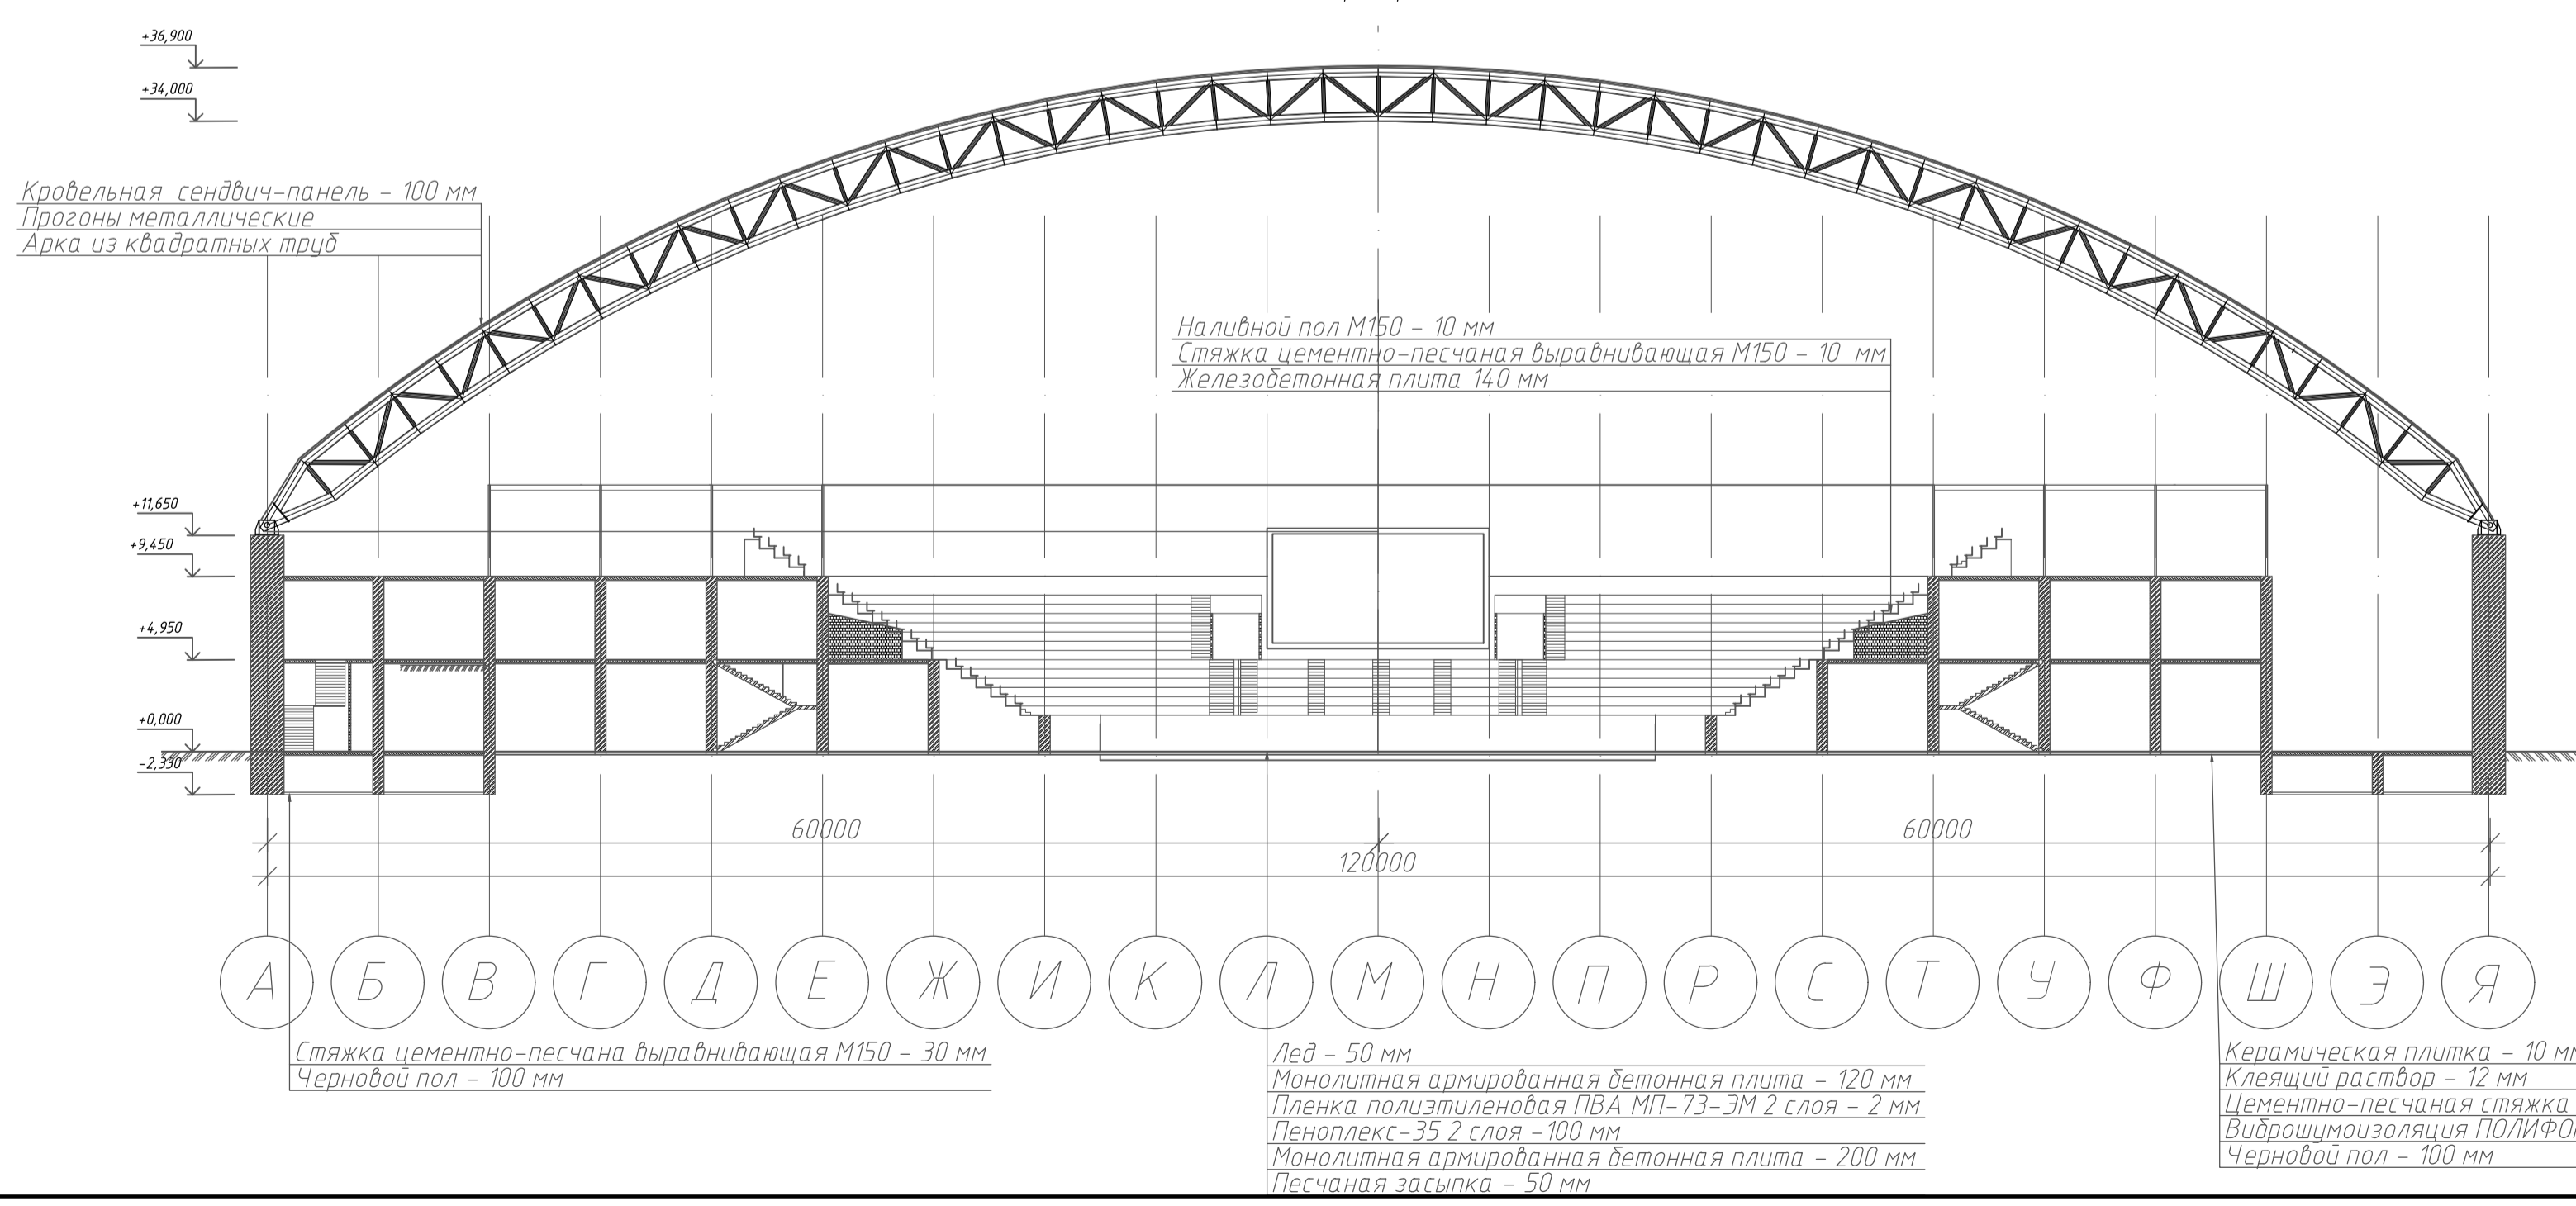 +36,900
+34,000
Кровельная сендвич-панель - 100 мм
Прогоны металлические
Арка из квадратных труб
Наливной пол М150 - 10 мм
Стяжка цементно-песчаная выравнивающая М150 - 10 мм
Железобетонная плита 140 мм
+11,650
+9,450
+4,950
+0,000
-2,330
60000
60000
120000
А Б В Г Д Е Ж И К Л М Н П Р С Т У Ф Ш Э Я
Стяжка цементно-песчана выравнивающая М150 - 30 мм
Черновой пол - 100 мм
Лед - 50 мм
Монолитная армированная бетонная плита - 120 мм
Пленка полиэтиленовая ПВА МП-73-ЭМ 2 слоя - 2 мм
Пеноплекс-35 2 слоя -100 мм
Монолитная армированная бетонная плита - 200 мм
Песчаная засыпка - 50 мм
Керамическая плитка - 10
Клеящий раствор - 12 мм
Цементно-песчаная стяжка
Виброшумоизоляция
Черновой пол - 100 мм